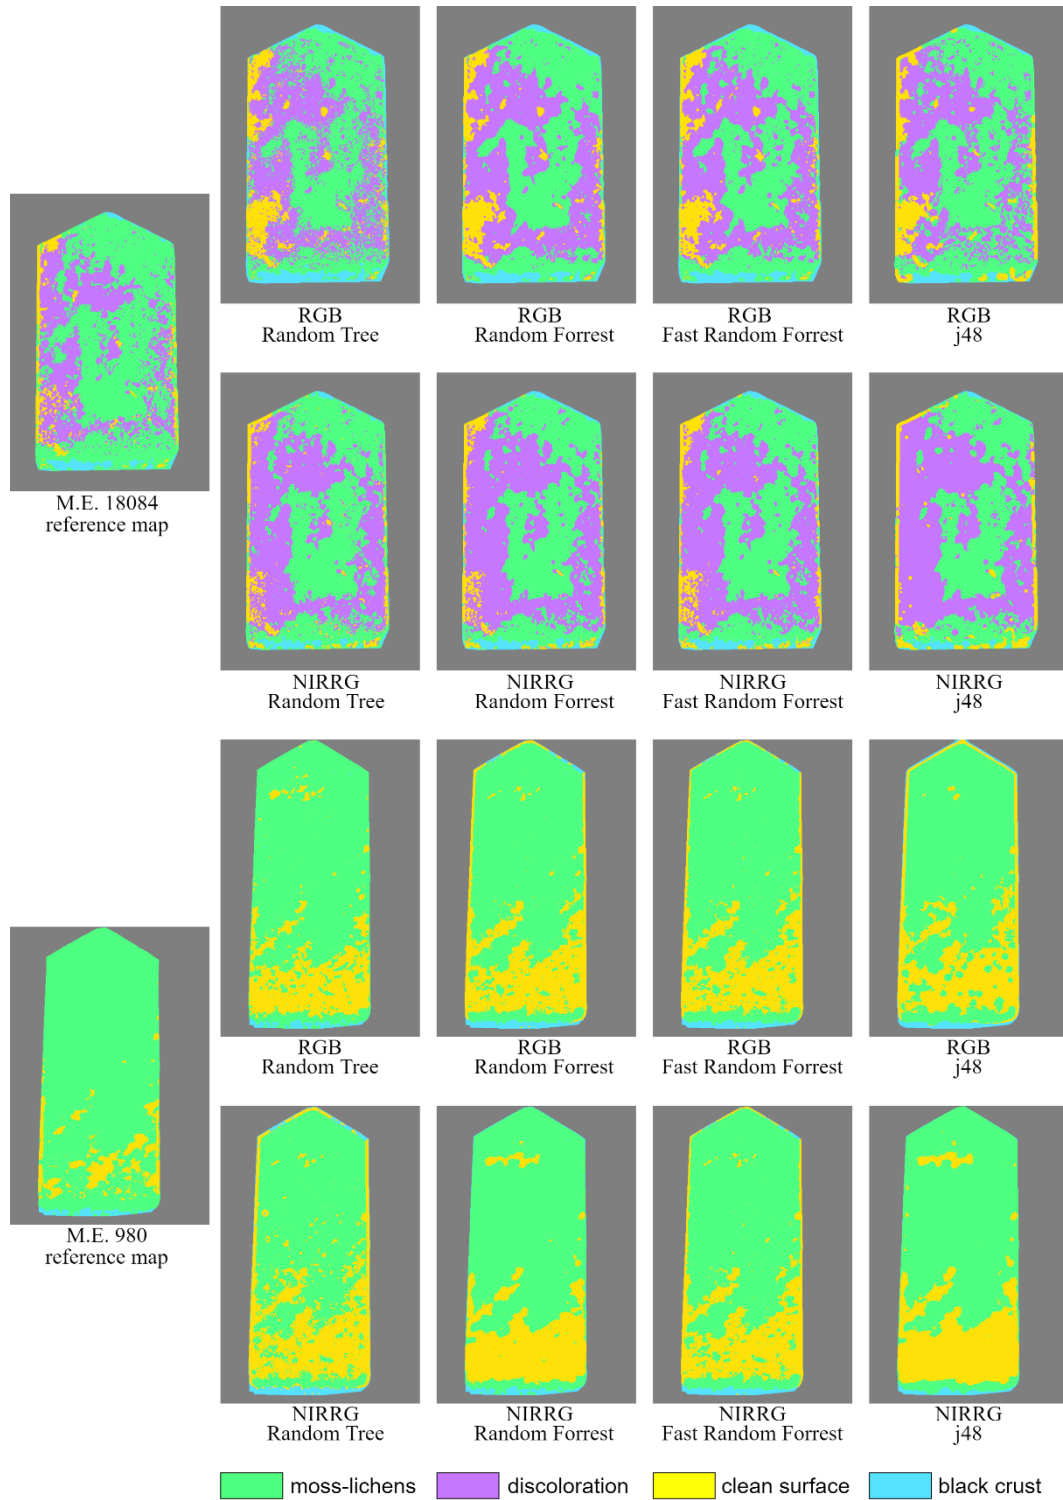 RGB
Random Tree
RGB
Random Forrest
RGB
Fast Random Forrest
RGB
j48
M.E. 18084
reference map
NIRRG
Random Tree
NIRRG
Random Forrest
NIRRG
Fast Random Forrest
NIRRG
j48
RGB
Random Tree
RGB
Random Forrest
RGB
Fast Random Forrest
RGB
j48
M.E. 980
reference map
NIRRG
Random Tree
NIRRG
Random Forrest
NIRRG
Fast Random Forrest
NIRRG
j48
moss-lichens
discoloration
clean surface
black crust